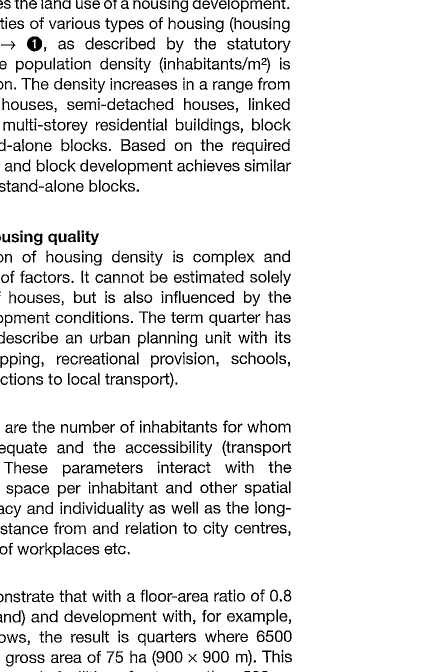 es the land use of a housing development.
ties of various types of housing (housing
→ ❶, as described by the statutory
e population density (inhabitants/m²) is
on. The density increases in a range from
houses, semi-detached houses, linked
multi-storey residential buildings, block
d-alone blocks. Based on the required
and block development achieves similar
stand-alone blocks.
using quality
on of housing density is complex and
of factors. It cannot be estimated solely
houses, but is also influenced by the
opment conditions. The term quarter has
describe an urban planning unit with its
pping, recreational provision, schools,
ctions to local transport).
are the number of inhabitants for whom
equate and the accessibility (transport
These parameters interact with the
space per inhabitant and other spatial
acy and individuality as well as the long-
stance from and relation to city centres,
of workplaces etc.
onstrate that with a floor-area ratio of 0.8
and) and development with, for example,
ows, the result is quarters where 6500
gross area of 75 ha (900 × 900 m). This